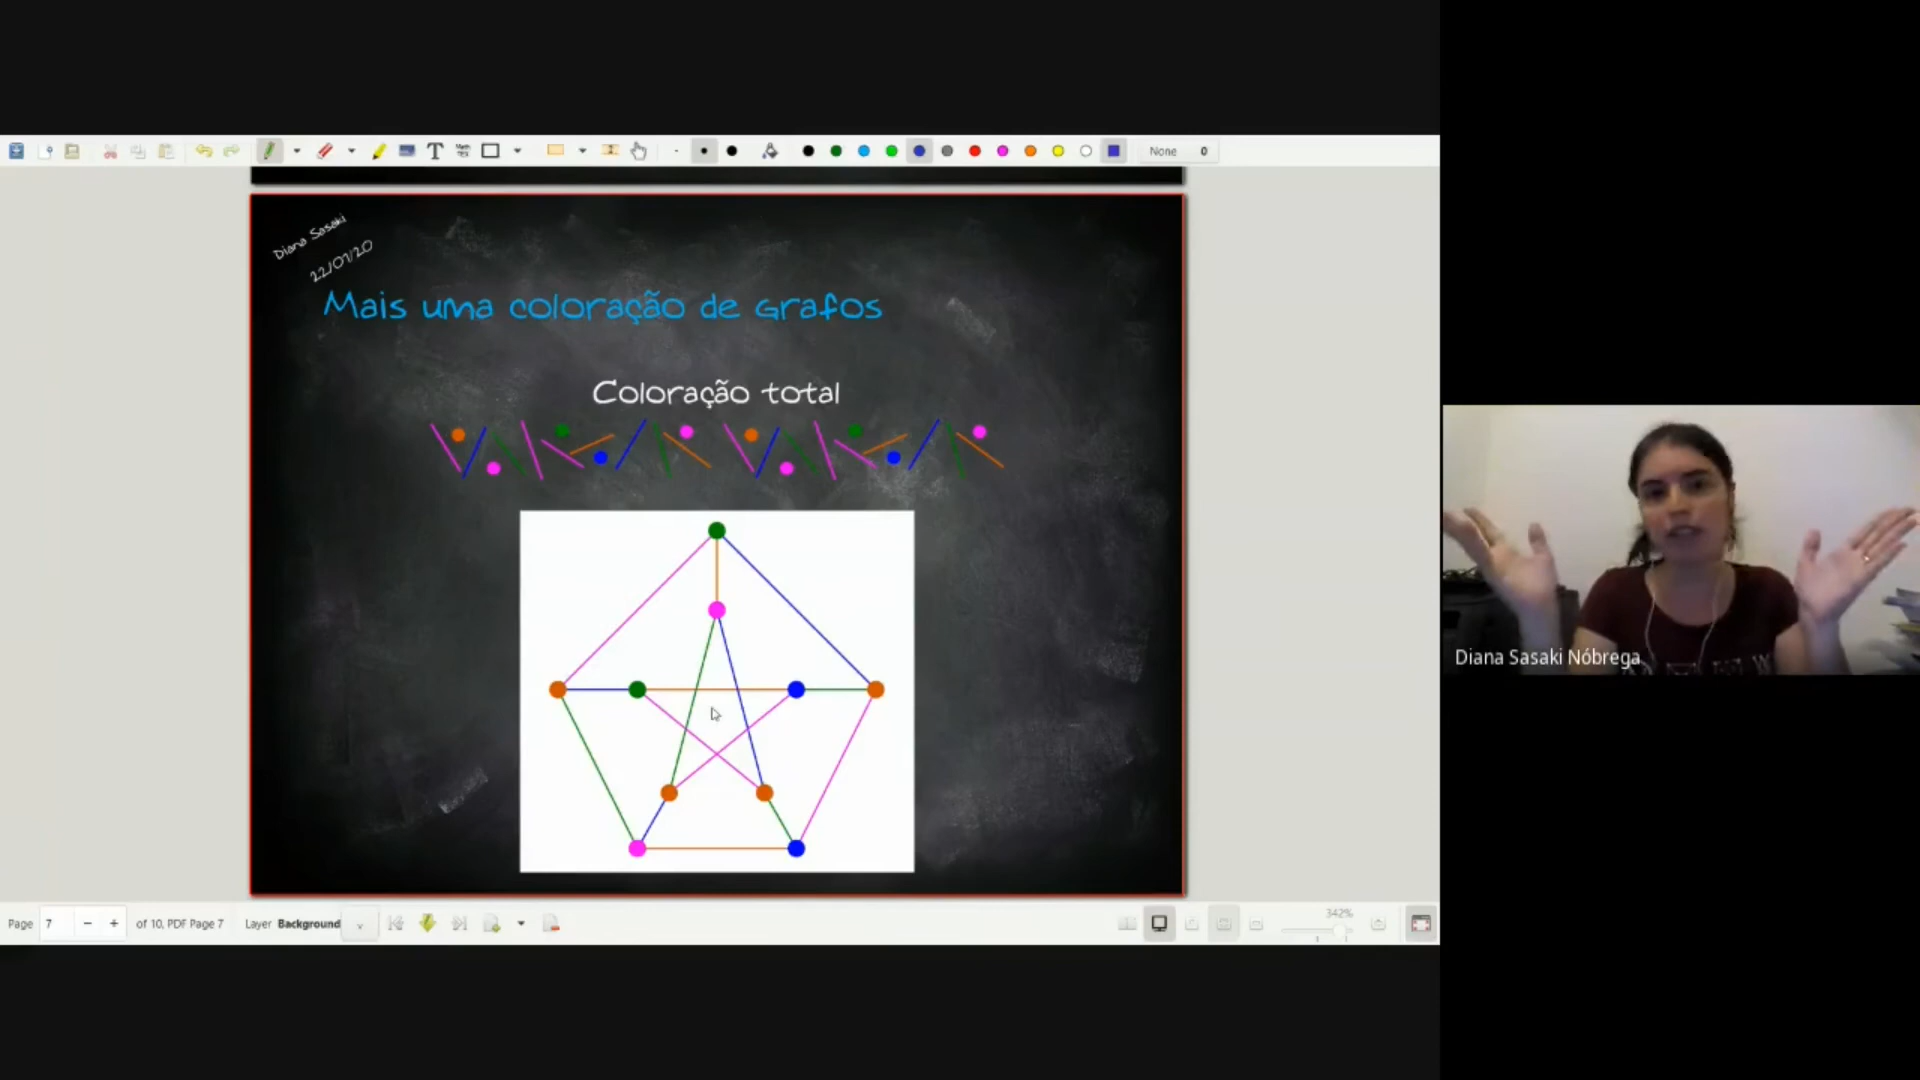 None 0
Diana Sasaki
22/07/20
Mais uma coloração de Grafos
Coloração total
Diana Sasaki Nóbrega
Page 7 of 10, PDF Page 7 Layer Background
342%